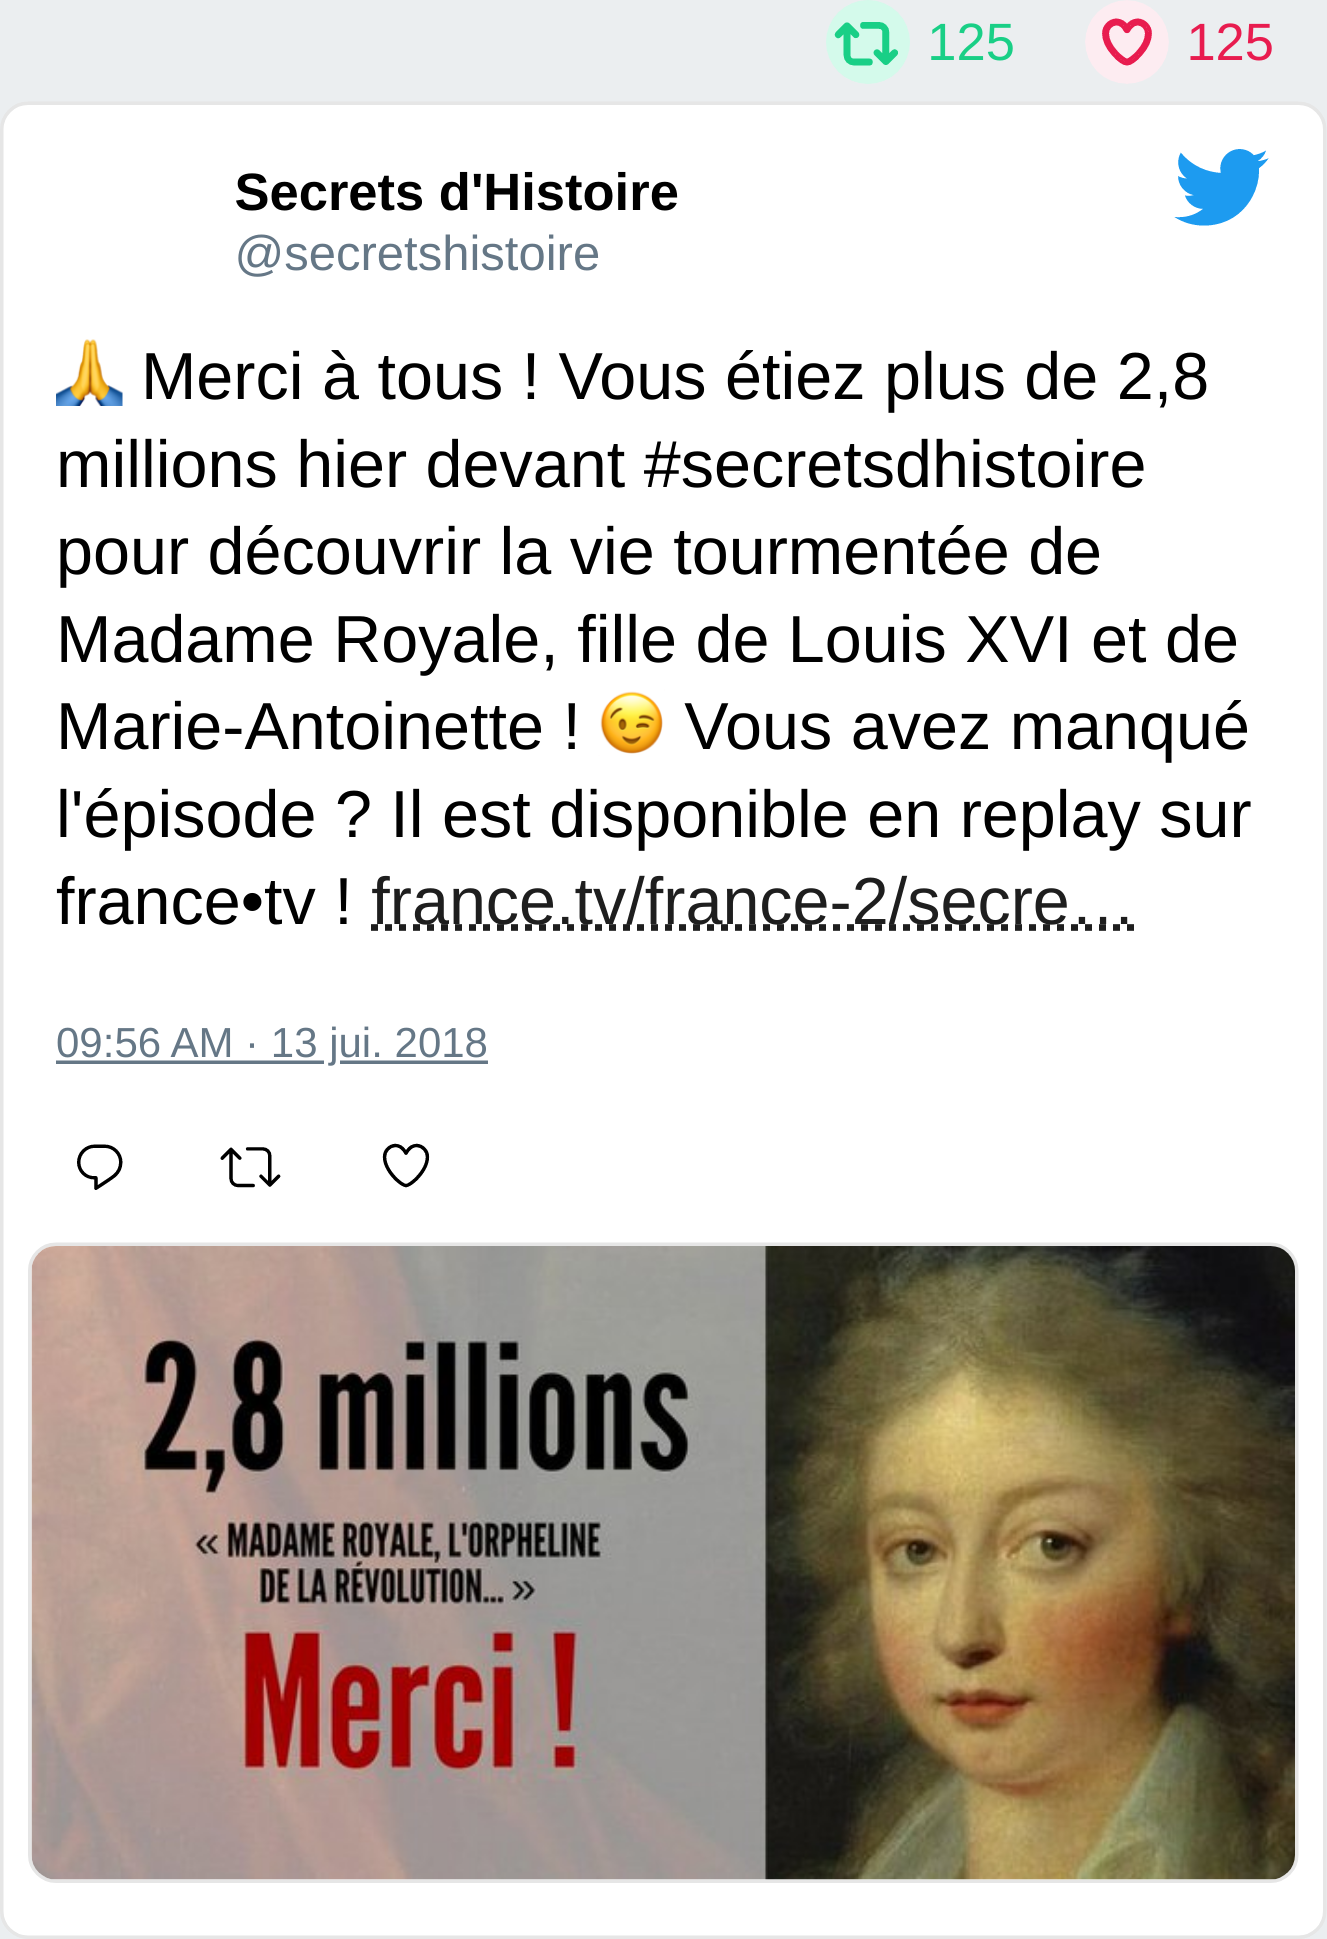 125 125
Secrets d'Histoire
@secretshistoire
🙏 Merci à tous ! Vous étiez plus de 2,8
millions hier devant #secretsdhistoire
pour découvrir la vie tourmentée de
Madame Royale, fille de Louis XVI et de
Marie-Antoinette ! 😉 Vous avez manqué
l'épisode ? Il est disponible en replay sur
france•tv ! france.tv/france-2/secre…
09:56 AM · 13 jui. 2018
2,8 millions
« MADAME ROYALE, L'ORPHELINE
DE LA RÉVOLUTION... »
Merci !